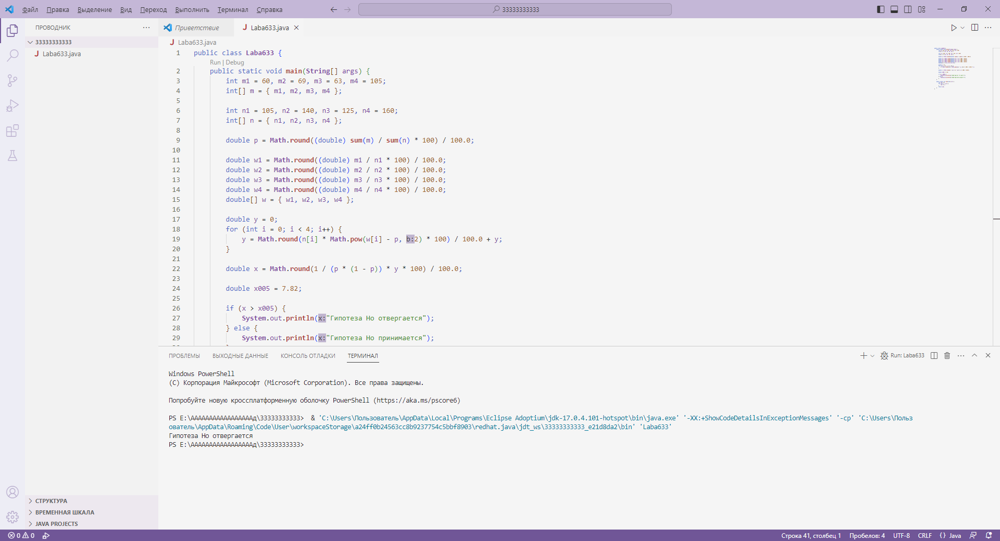 Файл Правка Выделение Вид Переход Выполнить Терминал Справка
33333333333
ПРОВОДНИК
33333333333
Laba633.java
СТРУКТУРА
ВРЕМЕННАЯ ШКАЛА
JAVA PROJECTS
Приветствие Laba633.java
Laba633.java
1 public class Laba633 {
Run | Debug
2 public static void main(String[] args) {
3 int m1 = 60, m2 = 69, m3 = 63, m4 = 105;
4 int[] m = { m1, m2, m3, m4 };
5
6 int n1 = 105, n2 = 140, n3 = 125, n4 = 160;
7 int[] n = { n1, n2, n3, n4 };
8
9 double p = Math.round((double) sum(m) / sum(n) * 100) / 100.0;
10
11 double w1 = Math.round((double) m1 / n1 * 100) / 100.0;
12 double w2 = Math.round((double) m2 / n2 * 100) / 100.0;
13 double w3 = Math.round((double) m3 / n3 * 100) / 100.0;
14 double w4 = Math.round((double) m4 / n4 * 100) / 100.0;
15 double[] w = { w1, w2, w3, w4 };
16
17 double y = 0;
18 for (int i = 0; i < 4; i++) {
19 y = Math.round(n[i] * Math.pow(w[i] - p, b:2) * 100) / 100.0 + y;
20 }
21
22 double x = Math.round(1 / (p * (1 - p)) * y * 100) / 100.0;
23
24 double x005 = 7.82;
25
26 if (x > x005) {
27 System.out.println(x:"Гипотеза Но отвергается");
28 } else {
29 System.out.println(x:"Гипотеза Но принимается");
ПРОБЛЕМЫ ВЫХОДНЫЕ ДАННЫЕ КОНСОЛЬ ОТЛАДКИ ТЕРМИНАЛ
Run: Laba633
Windows PowerShell
(C) Корпорация Майкрософт (Microsoft Corporation). Все права защищены.
Попробуйте новую кроссплатформенную оболочку PowerShell (https://aka.ms/pscore6)
PS E:\АААААААААААААААААд\33333333333> & 'C:\Users\Пользователь\AppData\Local\Programs\Eclipse Adoptium\jdk-17.0.4.101-hotspot\bin\java.exe' '-XX:+ShowCodeDetailsInExceptionMessages' '-cp' 'C:\Users\Польз
ователь\AppData\Roaming\Code\User\workspaceStorage\a24ff0b24563cc8b9237754c5bbf8903\redhat.java\jdt_ws\33333333333_e21d8da2\bin' 'Laba633'
Гипотеза Но отвергается
PS E:\АААААААААААААААААд\33333333333>
0 0
Строка 41, столбец 1 Пробелов: 4 UTF-8 CRLF {} Java